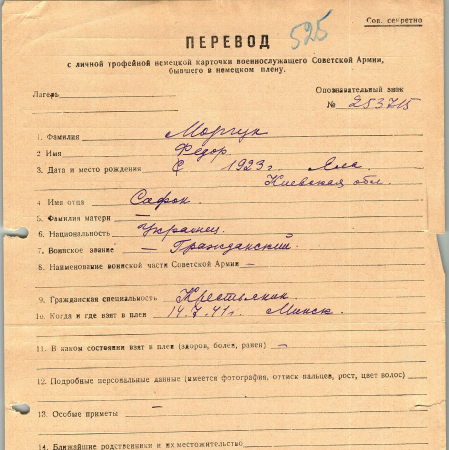 525
Сов. секретно
ПЕРЕВОД
с личной трофейной немецкой карточки военнослужащего Советской Армии,
бывшего в немецком плену.
Лагерь
Опознавательный знак
№ 253715
1. Фамилия Моргун
2 Имя Федор
3. Дата и место рождения 1923г.
Киевская обл.
4 Имя отца Сафон
5. Фамилия матери —
6. Национальность Украинец
7. Воинское звание — Гражданский.
8. Наименование воинской части Советской Армии —
9. Гражданская специальность Крестьянин
10. Когда и где взят в плен 14.7.41г. Минск.
11. В каком состоянии взят в плен (здоров, болен, ранен) —
12. Подробные персональные данные (имеется фотография, оттиск пальцев, рост, цвет волос)
13. Особые приметы —
14. Ближайшие родственники и их местожительство